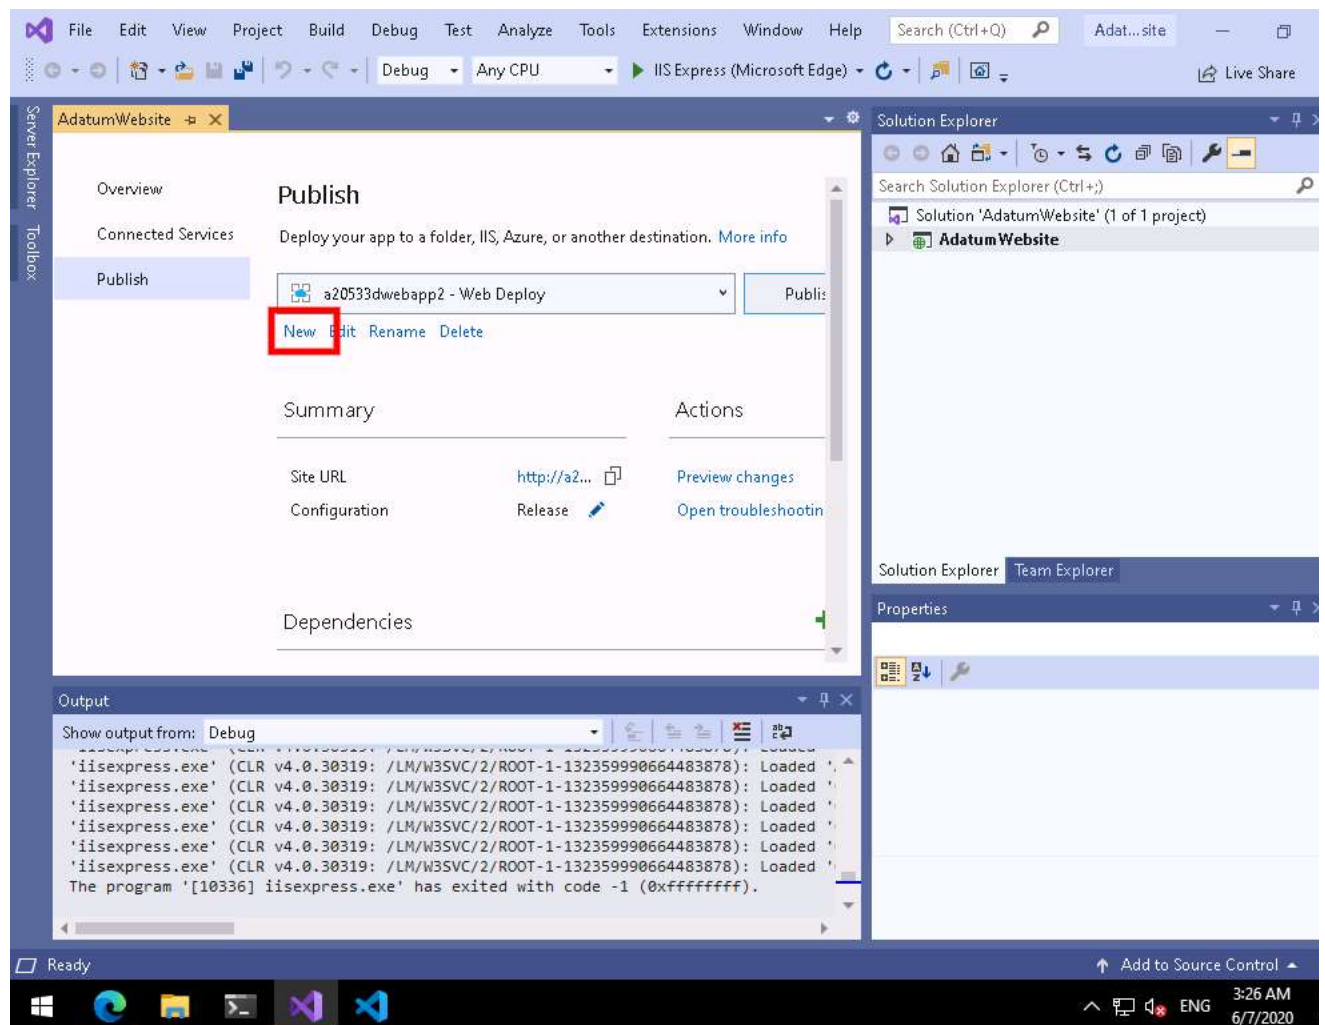 File Edit View Project Build Debug Test Analyze Tools Extensions Window Help Search (Ctrl+Q) Adat...site
Debug Any CPU IIS Express (Microsoft Edge) Live Share
Server Explorer
Toolbox
AdatumWebsite
Overview
Connected Services
Publish
Publish
Deploy your app to a folder, IIS, Azure, or another destination. More info
a20533dwebapp2 - Web Deploy
New Edit Rename Delete
Summary
Actions
Site URL http://a2... Preview changes
Configuration Release Open troubleshootin
Dependencies
Solution Explorer
Search Solution Explorer (Ctrl+;)
Solution 'AdatumWebsite' (1 of 1 project)
AdatumWebsite
Solution Explorer Team Explorer
Properties
Output
Show output from: Debug
'iisexpress.exe' (CLR v4.0.30319: /LM/W3SVC/2/ROOT-1-132359990664483878): Loaded '
'iisexpress.exe' (CLR v4.0.30319: /LM/W3SVC/2/ROOT-1-132359990664483878): Loaded '
'iisexpress.exe' (CLR v4.0.30319: /LM/W3SVC/2/ROOT-1-132359990664483878): Loaded '
'iisexpress.exe' (CLR v4.0.30319: /LM/W3SVC/2/ROOT-1-132359990664483878): Loaded '
'iisexpress.exe' (CLR v4.0.30319: /LM/W3SVC/2/ROOT-1-132359990664483878): Loaded '
'iisexpress.exe' (CLR v4.0.30319: /LM/W3SVC/2/ROOT-1-132359990664483878): Loaded '
The program '[10336] iisexpress.exe' has exited with code -1 (0xffffffff).
Ready Add to Source Control
ENG 3:26 AM
6/7/2020